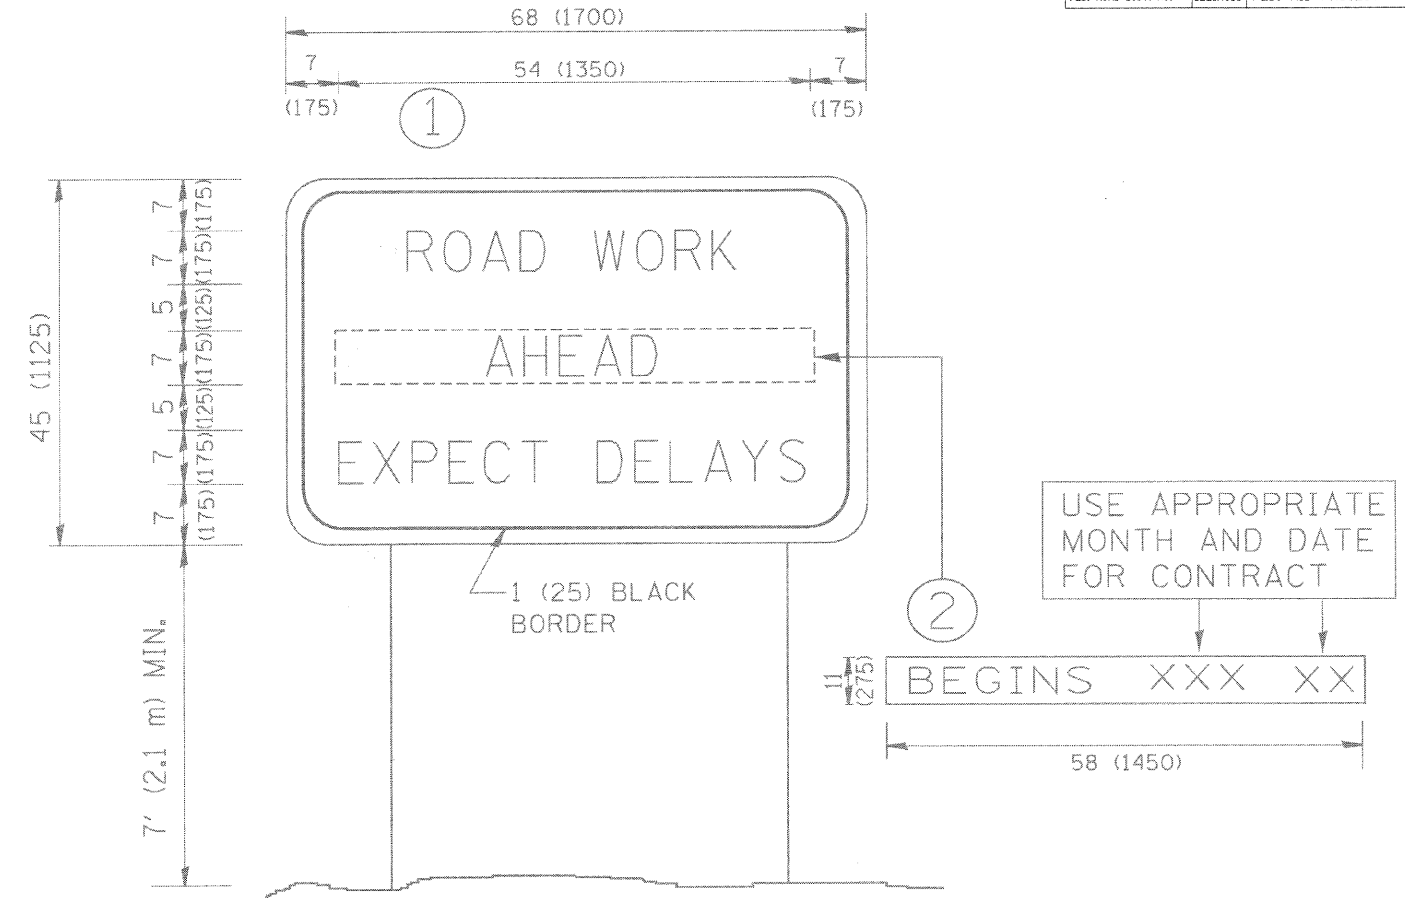 68 (1700)
7 54 (1350) 7
(175) (175)
1
7 (175)
7 (175)
5 (125)
7 (175)
5 (125)
7 (175)
7 (175)
45 (1125)
ROAD WORK
AHEAD
EXPECT DELAYS
1 (25) BLACK
BORDER
7' (2.1 m) MIN.
USE APPROPRIATE
MONTH AND DATE
FOR CONTRACT
2
11
(275)
BEGINS XXX XX
58 (1450)